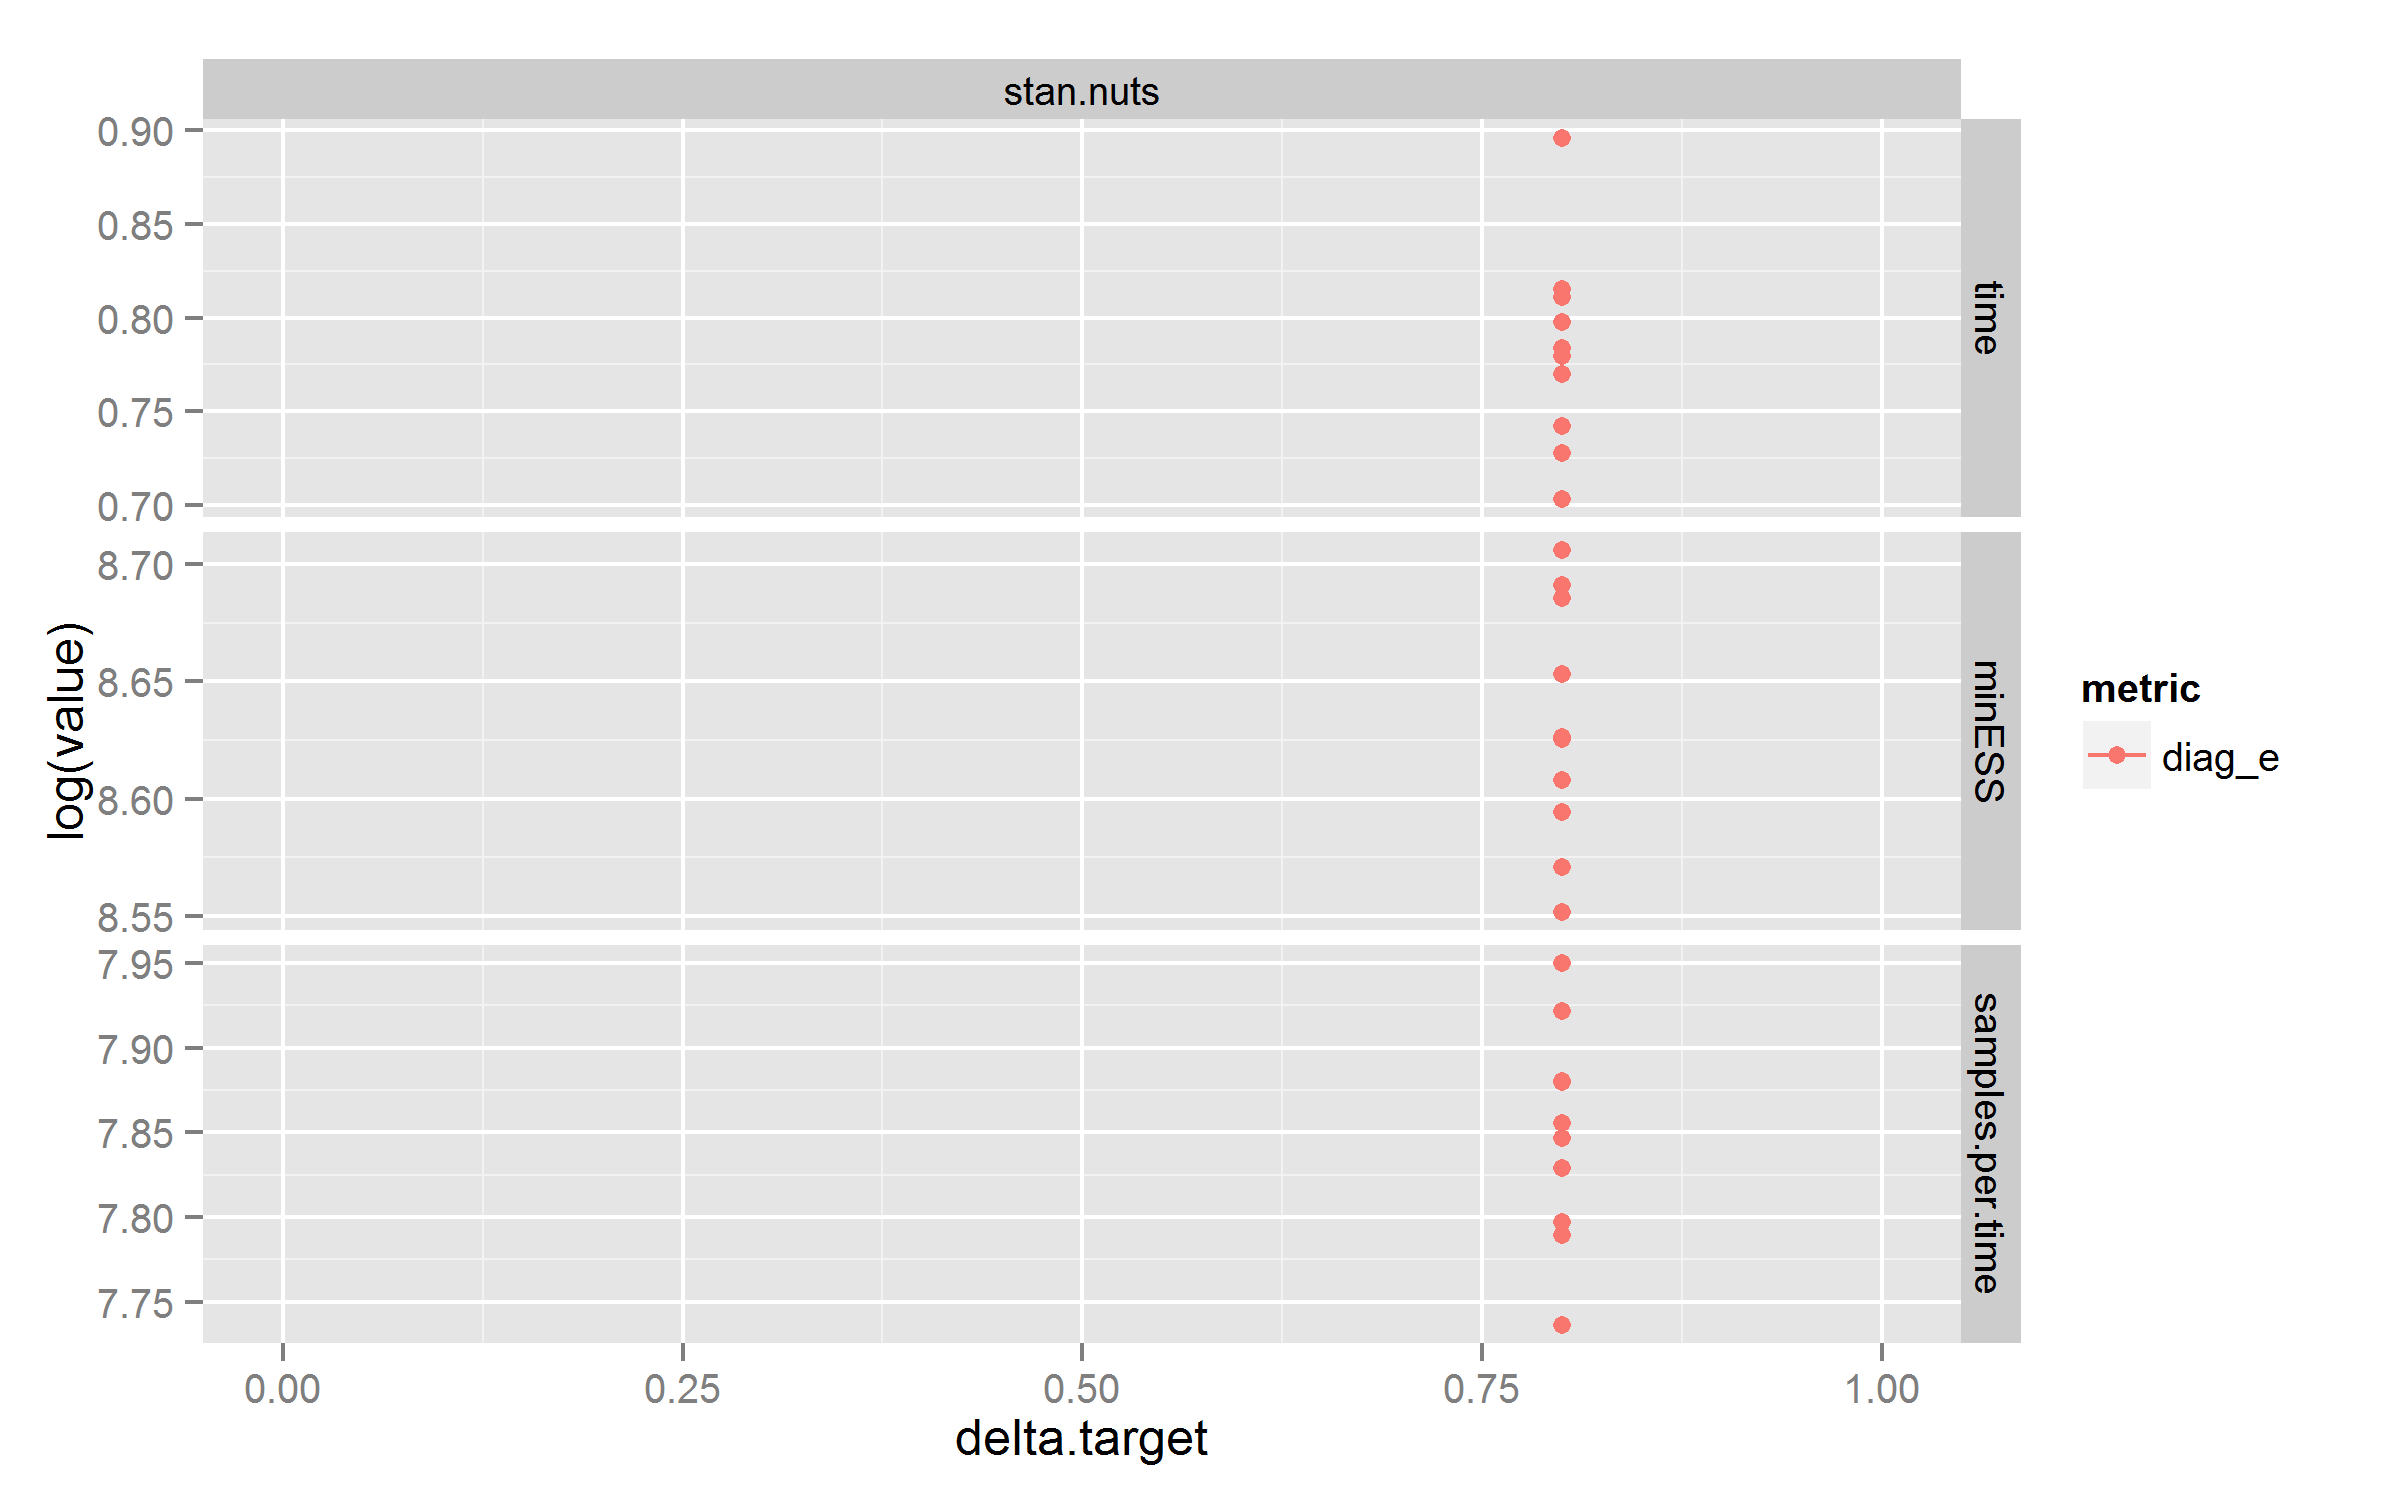 stan.nuts
0.90
0.85
0.80
0.75
0.70
time
8.70
8.65
8.60
8.55
minESS
7.95
7.90
7.85
7.80
7.75
samples.per.time
log(value)
0.00 0.25 0.50 0.75 1.00
delta.target
metric
diag_e